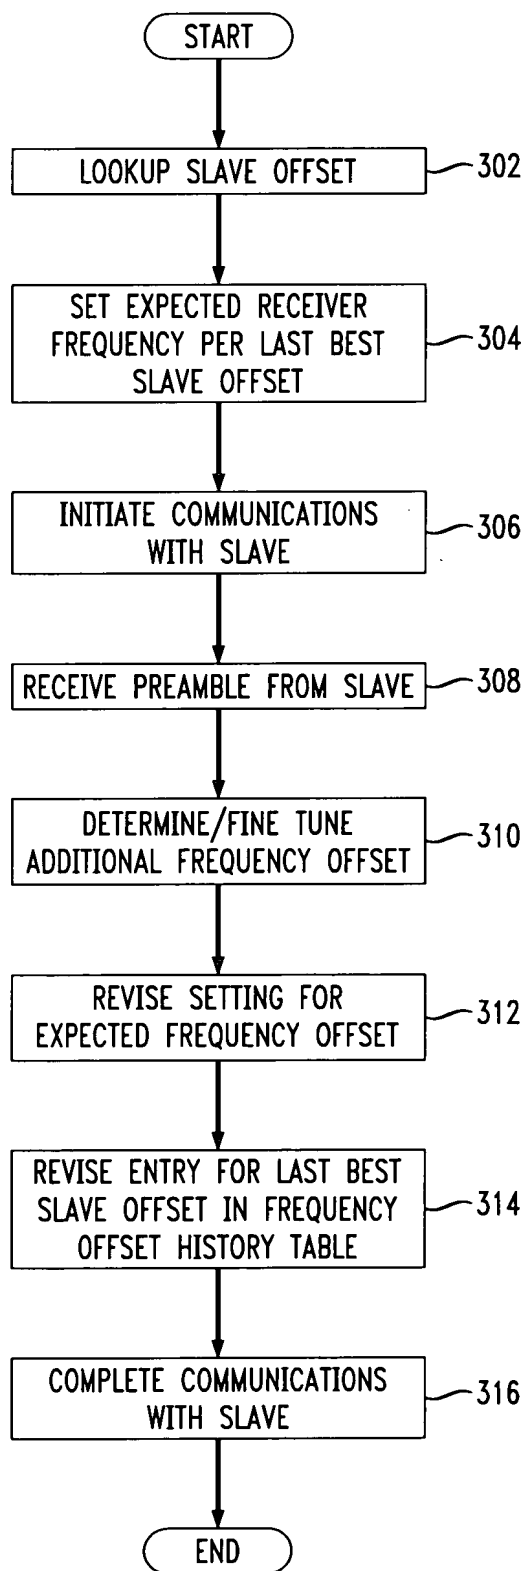 START
LOOKUP SLAVE OFFSET
302
SET EXPECTED RECEIVER
FREQUENCY PER LAST BEST
SLAVE OFFSET
304
INITIATE COMMUNICATIONS
WITH SLAVE
306
RECEIVE PREAMBLE FROM SLAVE
308
DETERMINE/FINE TUNE
ADDITIONAL FREQUENCY OFFSET
310
REVISE SETTING FOR
EXPECTED FREQUENCY OFFSET
312
REVISE ENTRY FOR LAST BEST
SLAVE OFFSET IN FREQUENCY
OFFSET HISTORY TABLE
314
COMPLETE COMMUNICATIONS
WITH SLAVE
316
END